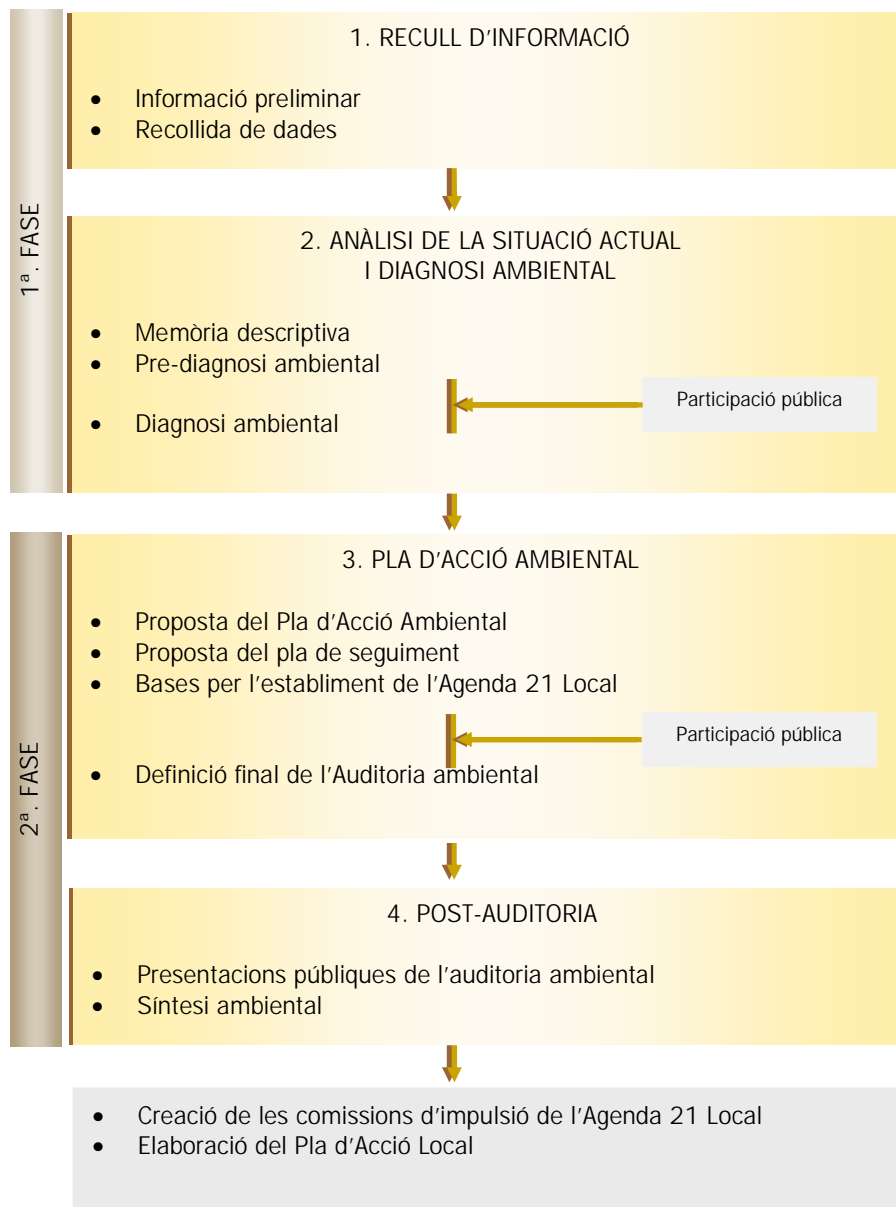 1ª. FASE
1. RECULL D'INFORMACIÓ
• Informació preliminar
• Recollida de dades
2. ANÀLISI DE LA SITUACIÓ ACTUAL
I DIAGNOSI AMBIENTAL
• Memòria descriptiva
• Pre-diagnosi ambiental
Participació pública
• Diagnosi ambiental
2ª. FASE
3. PLA D'ACCIÓ AMBIENTAL
• Proposta del Pla d'Acció Ambiental
• Proposta del pla de seguiment
• Bases per l'establiment de l'Agenda 21 Local
Participació pública
• Definició final de l'Auditoria ambiental
4. POST-AUDITORIA
• Presentacions públiques de l'auditoria ambiental
• Síntesi ambiental
• Creació de les comissions d'impulsió de l'Agenda 21 Local
• Elaboració del Pla d'Acció Local